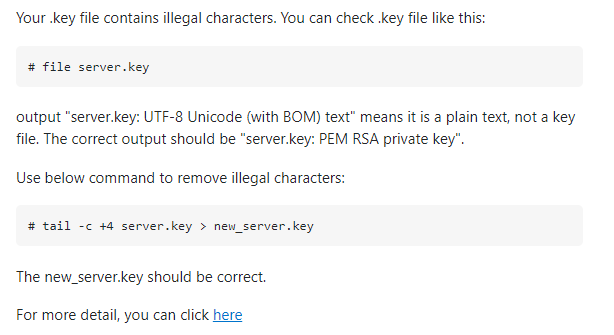 Your .key file contains illegal characters. You can check .key file like this:
# file server.key
output "server.key: UTF-8 Unicode (with BOM) text" means it is a plain text, not a key
file. The correct output should be "server.key: PEM RSA private key".
Use below command to remove illegal characters:
# tail -c +4 server.key > new_server.key
The new_server.key should be correct.
For more detail, you can click here